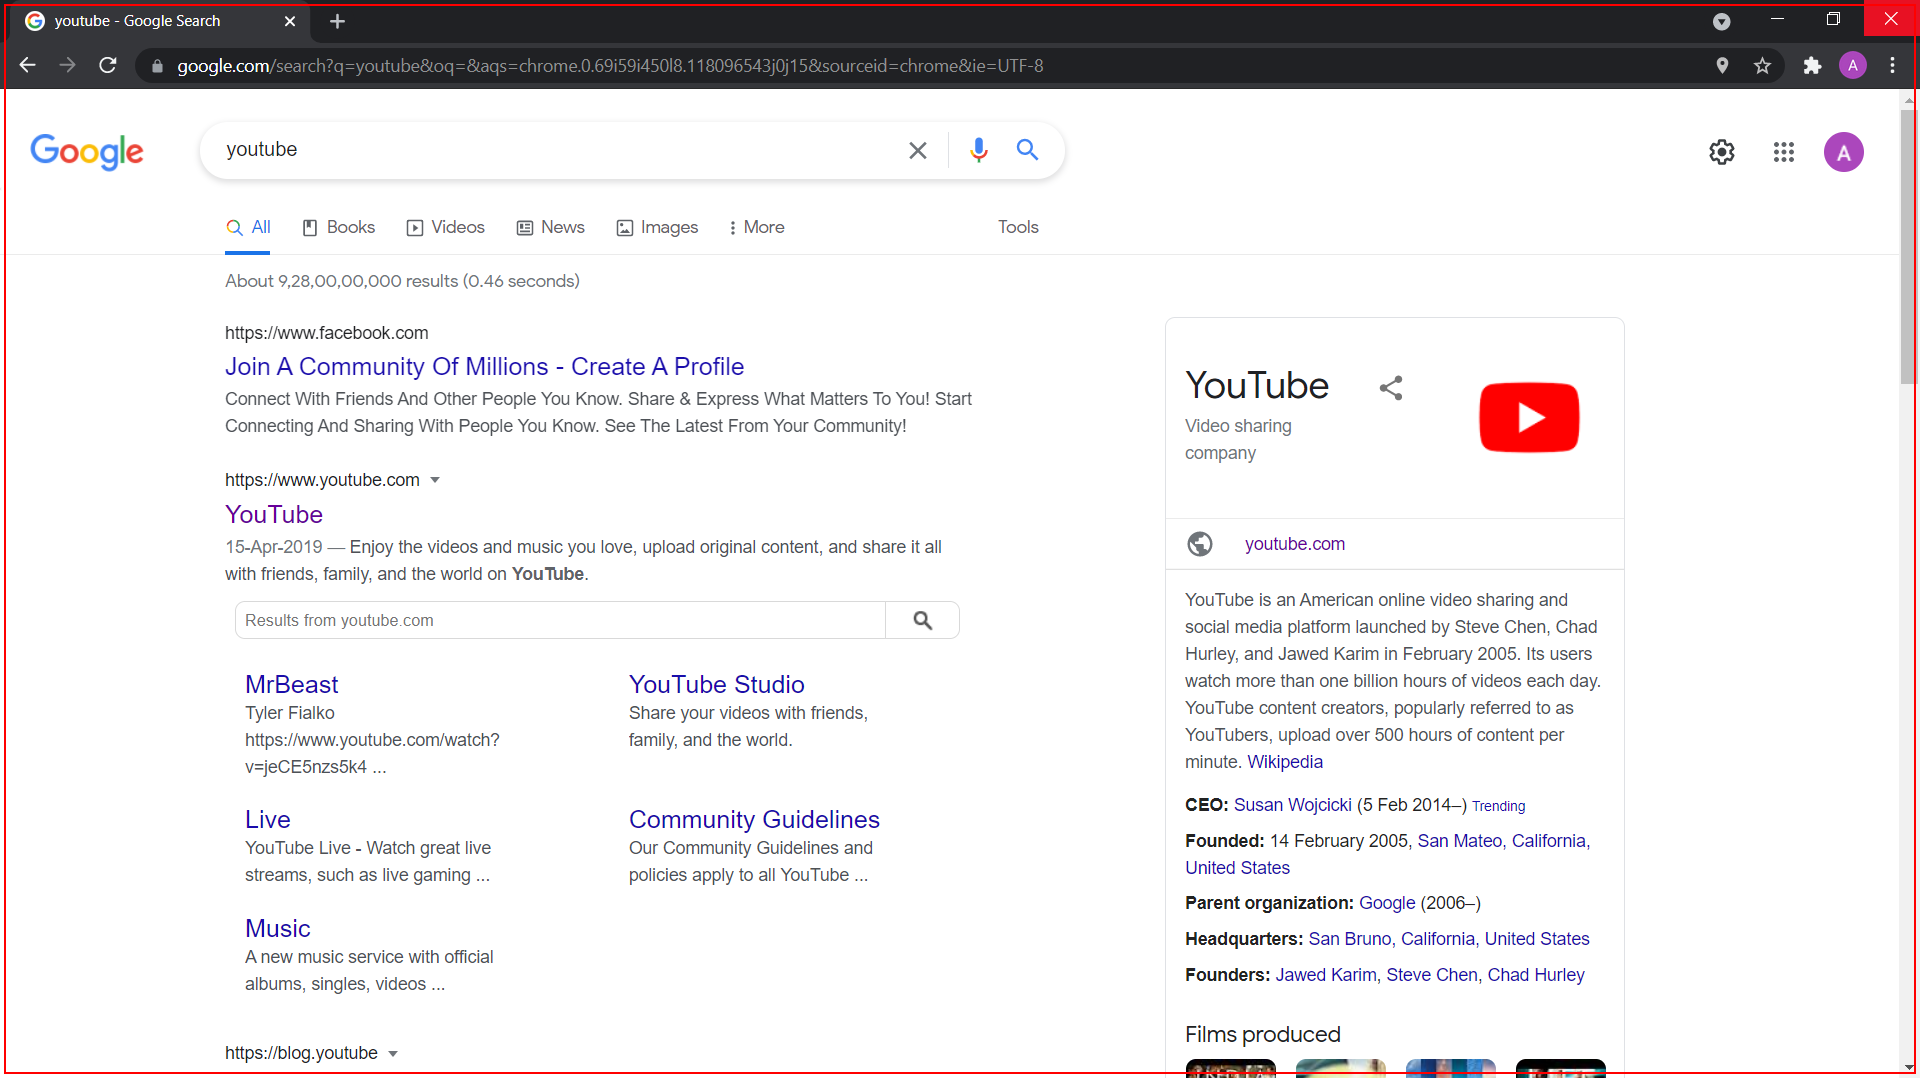 youtube - Google Search
google.com/search?q=youtube&oq=&aqs=chrome.0.69i59i450l8.118096543j0j15&sourceid=chrome&ie=UTF-8
A
Google
youtube
A
All
Books
Videos
News
Images
More
Tools
About 9,28,00,00,000 results (0.46 seconds)
https://www.facebook.com
Join A Community Of Millions - Create A Profile
Connect With Friends And Other People You Know. Share & Express What Matters To You! Start
Connecting And Sharing With People You Know. See The Latest From Your Community!
https://www.youtube.com
YouTube
15-Apr-2019 — Enjoy the videos and music you love, upload original content, and share it all
with friends, family, and the world on YouTube.
Results from youtube.com
MrBeast
Tyler Fialko
https://www.youtube.com/watch?
v=jeCE5nzs5k4 ...
YouTube Studio
Share your videos with friends,
family, and the world.
Live
YouTube Live - Watch great live
streams, such as live gaming ...
Community Guidelines
Our Community Guidelines and
policies apply to all YouTube ...
Music
A new music service with official
albums, singles, videos ...
https://blog.youtube
YouTube
Video sharing
company
youtube.com
YouTube is an American online video sharing and
social media platform launched by Steve Chen, Chad
Hurley, and Jawed Karim in February 2005. Its users
watch more than one billion hours of videos each day.
YouTube content creators, popularly referred to as
YouTubers, upload over 500 hours of content per
minute. Wikipedia
CEO: Susan Wojcicki (5 Feb 2014–) Trending
Founded: 14 February 2005, San Mateo, California,
United States
Parent organization: Google (2006–)
Headquarters: San Bruno, California, United States
Founders: Jawed Karim, Steve Chen, Chad Hurley
Films produced